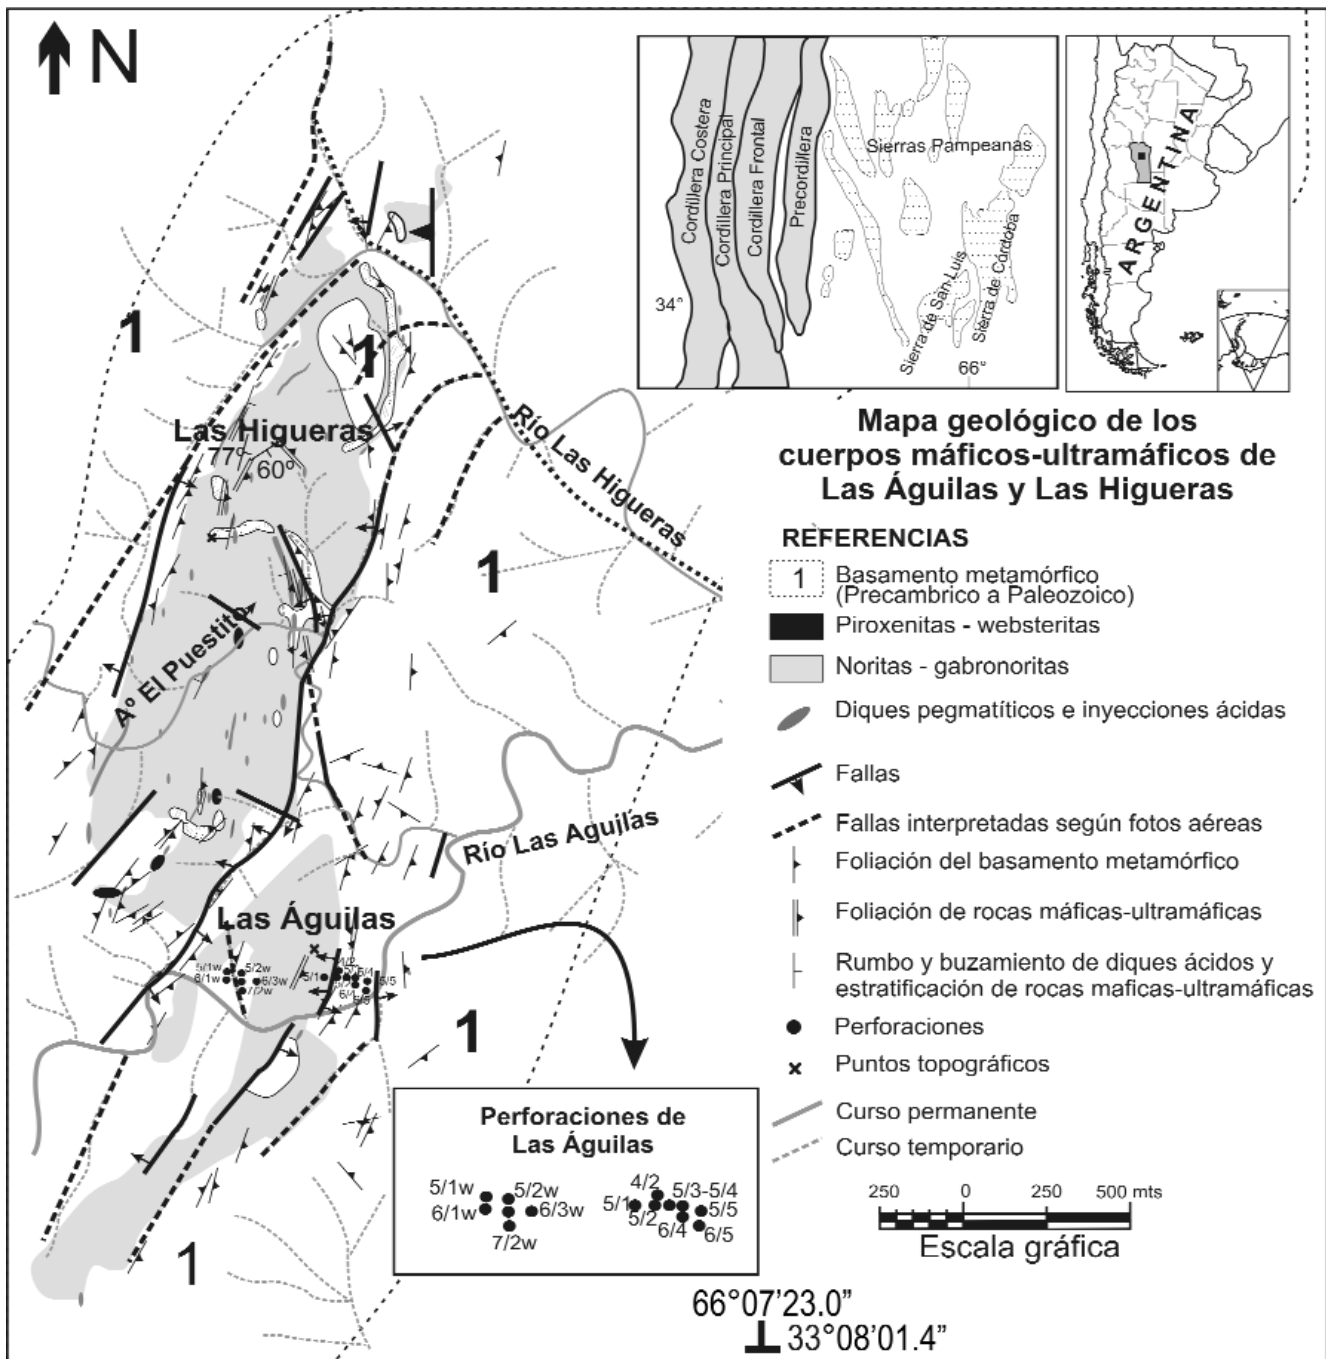 N
Cordillera Costera
Cordillera Principal
Cordillera Frontal
Precordillera
Sierras Pampeanas
Sierra de San Luis
Sierra de Córdoba
34°
66°
ARGENTINA
1
1
Las Higueras
77º
60º
Río Las Higueras
1
Aº El Puestito
Río Las Aguilas
Las Águilas
5/1w
5/2w
6/1w
6/3w
7/2w
4/2
5/1
5/4
5/5
5/2
6/4
1
1
Mapa geológico de los
cuerpos máficos-ultramáficos de
Las Águilas y Las Higueras
REFERENCIAS
1 Basamento metamórfico
(Precambrico a Paleozoico)
Piroxenitas - websteritas
Noritas - gabronoritas
Diques pegmatíticos e inyecciones ácidas
Fallas
Fallas interpretadas según fotos aéreas
Foliación del basamento metamórfico
Foliación de rocas máficas-ultramáficas
Rumbo y buzamiento de diques ácidos y
estratificación de rocas maficas-ultramáficas
Perforaciones
Puntos topográficos
Curso permanente
Curso temporario
250 0 250 500 mts
Escala gráfica
Perforaciones de
Las Águilas
5/1w 5/2w
6/1w 6/3w
7/2w
4/2 5/3-5/4
5/1 5/5
5/2 6/4 6/5
66°07'23.0"
33°08'01.4"